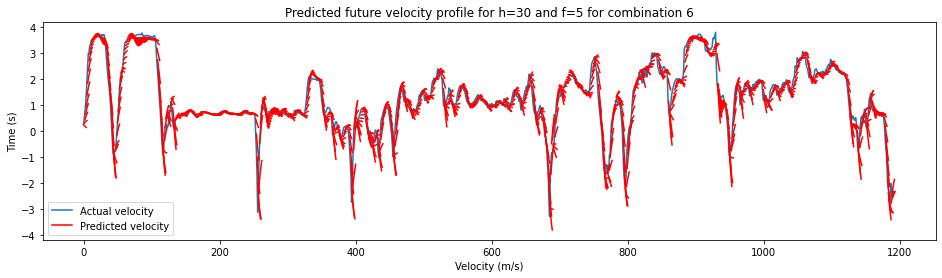 Predicted future velocity profile for h=30 and f=5 for combination 6
Time (s)
4
3
2
1
0
−1
−2
−3
−4
Actual velocity
Predicted velocity
0 200 400 600 800 1000 1200
Velocity (m/s)